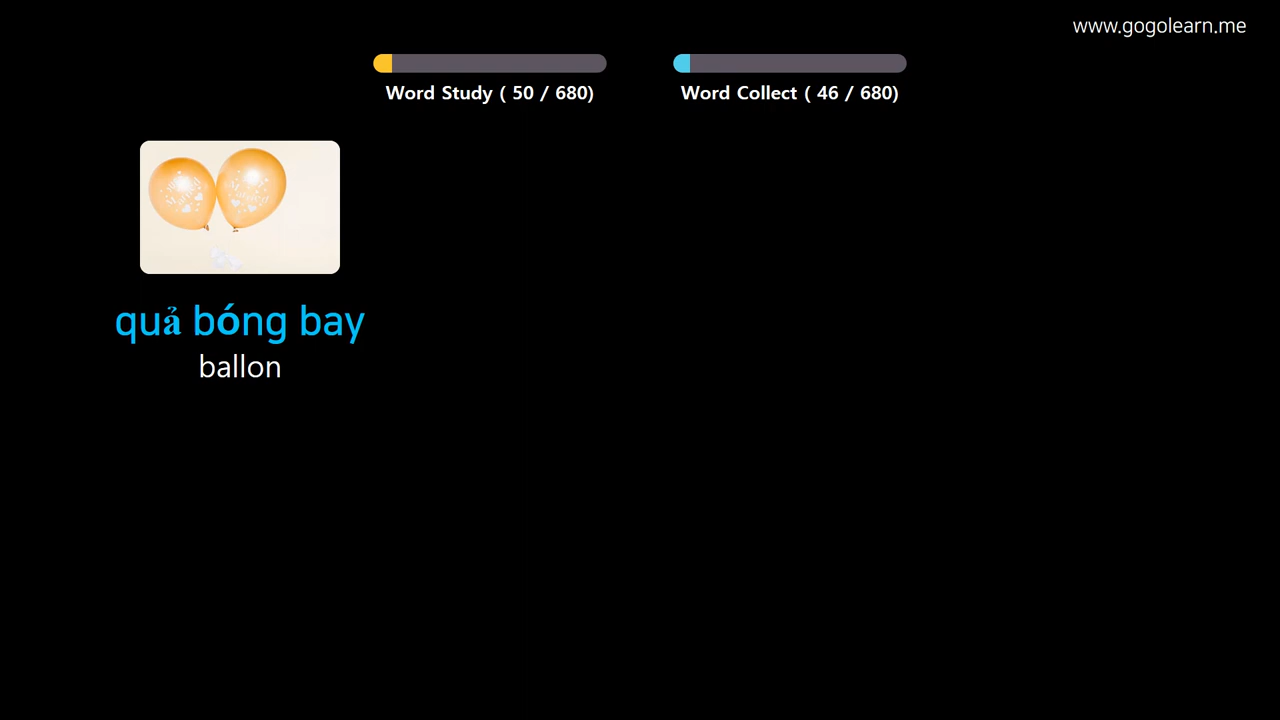 www.gogolearn.me
Word Study ( 50 / 680)
Word Collect ( 46 / 680)
quả bóng bay
ballon